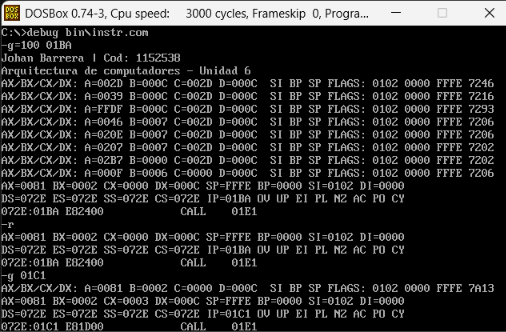 DOSBox 0.74-3, Cpu speed: 3000 cycles, Frameskip 0, Progra...
C:\>debug bin\instr.com
-g=100 01BA
Johan Barrera | Cod: 1152538
Arquitectura de computadores - Unidad 6
AX/BX/CX/DX: A=002D B=000C C=002D D=000C SI BP SP FLAGS: 0102 0000 FFFE 7246
AX/BX/CX/DX: A=0039 B=000C C=002D D=000C SI BP SP FLAGS: 0102 0000 FFFE 7216
AX/BX/CX/DX: A=FFDF B=000C C=002D D=000C SI BP SP FLAGS: 0102 0000 FFFE 7293
AX/BX/CX/DX: A=0046 B=0007 C=002D D=000C SI BP SP FLAGS: 0102 0000 FFFE 7206
AX/BX/CX/DX: A=020E B=0007 C=002D D=000C SI BP SP FLAGS: 0102 0000 FFFE 7206
AX/BX/CX/DX: A=0207 B=0002 C=002D D=000C SI BP SP FLAGS: 0102 0000 FFFE 7202
AX/BX/CX/DX: A=02B7 B=0002 C=0000 D=000C SI BP SP FLAGS: 0102 0000 FFFE 7202
AX/BX/CX/DX: A=000F B=0006 C=0000 D=000C SI BP SP FLAGS: 0102 0000 FFFE 7206
AX=0081 BX=0002 CX=0000 DX=000C SP=FFFE BP=0000 SI=0102 DI=0000
DS=072E ES=072E SS=072E CS=072E IP=01BA OV UP EI PL NZ AC PO CY
072E:01BA E82400 CALL 01E1
-r
AX=0081 BX=0002 CX=0000 DX=000C SP=FFFE BP=0000 SI=0102 DI=0000
DS=072E ES=072E SS=072E CS=072E IP=01BA OV UP EI PL NZ AC PO CY
072E:01BA E82400 CALL 01E1
-g 01C1
AX/BX/CX/DX: A=0081 B=0002 C=0000 D=000C SI BP SP FLAGS: 0102 0000 FFFE 7A13
AX=0081 BX=0002 CX=0003 DX=000C SP=FFFE BP=0000 SI=0102 DI=0000
DS=072E ES=072E SS=072E CS=072E IP=01C1 OV UP EI PL NZ AC PO CY
072E:01C1 E81D00 CALL 01E1